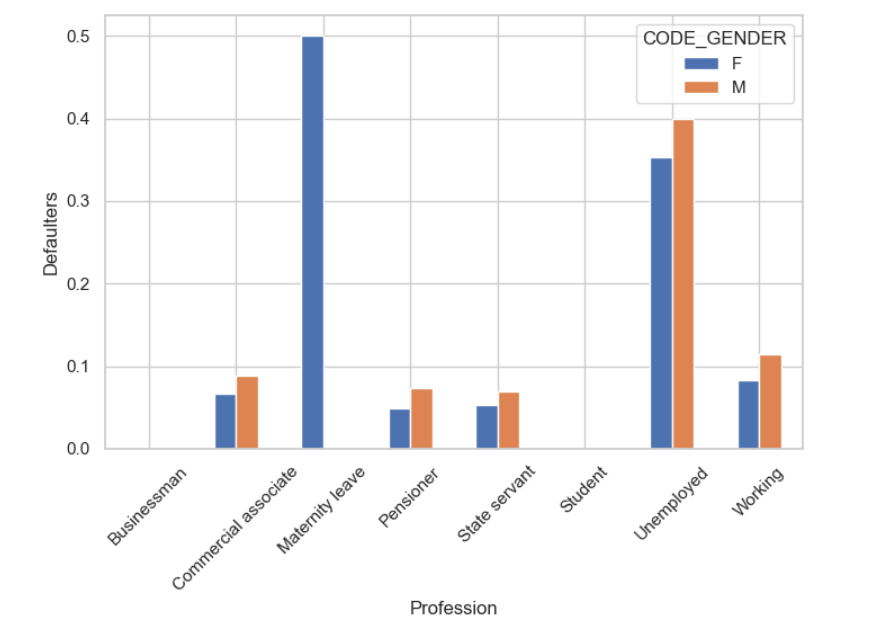 CODE_GENDER
F
M
Defaulters
0.5
0.4
0.3
0.2
0.1
0.0
Businessman
Commercial associate
Maternity leave
Pensioner
State servant
Student
Unemployed
Working
Profession